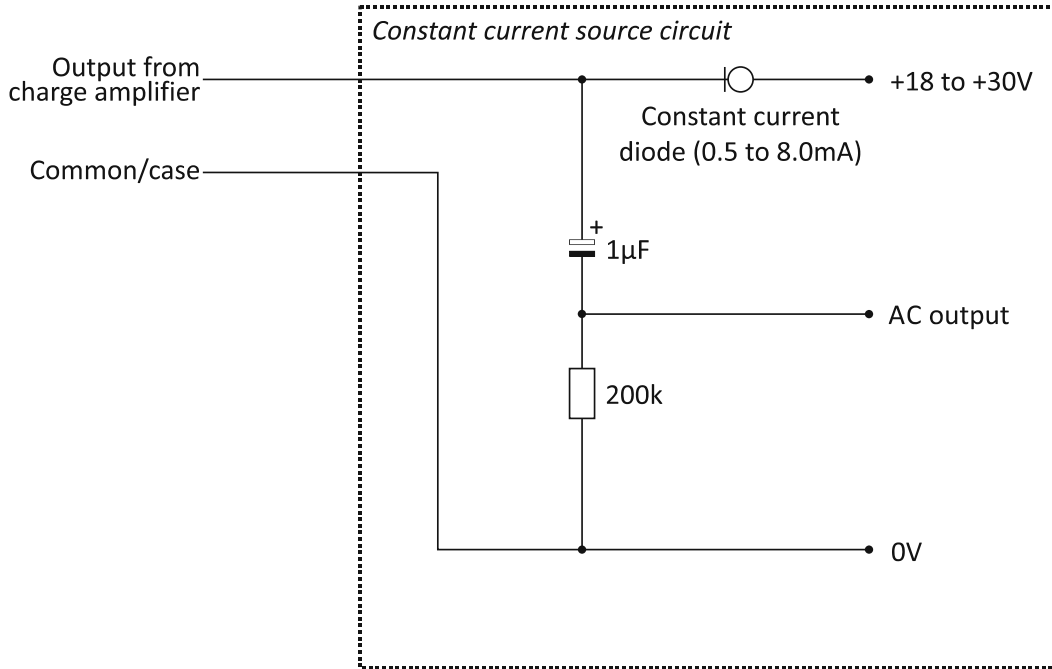 Constant current source circuit
Output from
charge amplifier
+18 to +30V
Constant current
diode (0.5 to 8.0mA)
Common/case
+
1µF
AC output
200k
0V